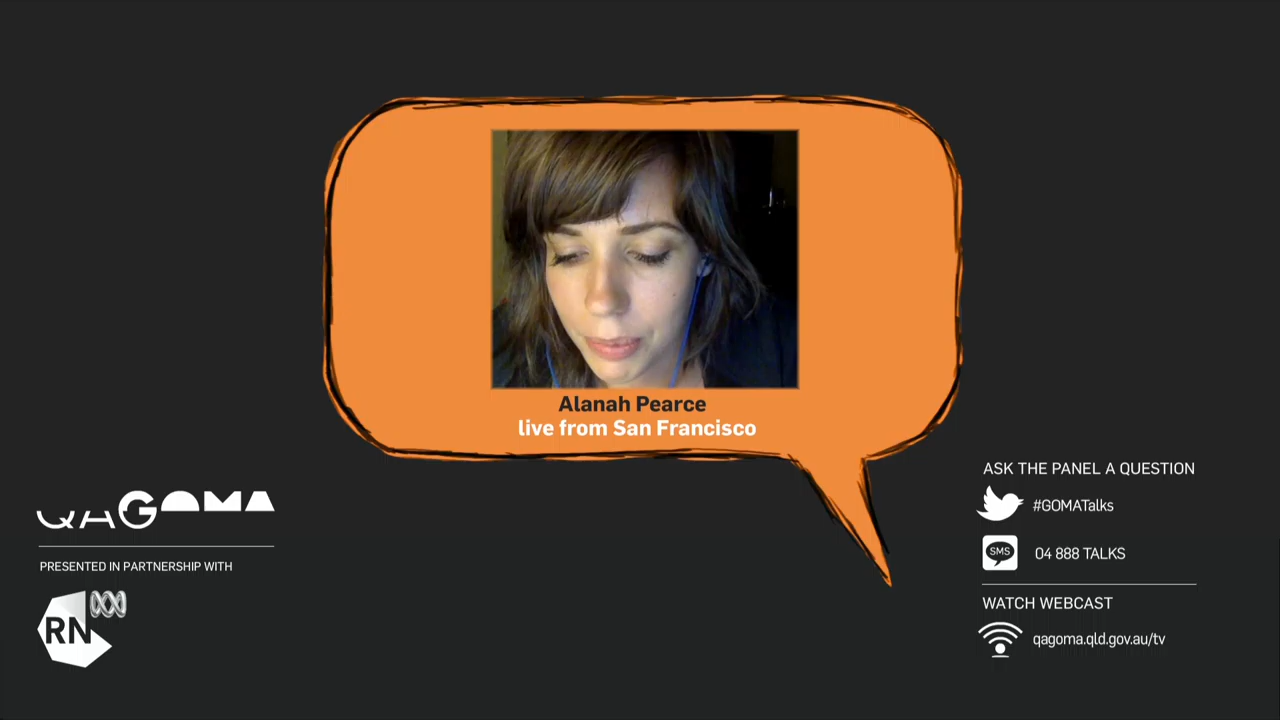 Alanah Pearce
live from San Francisco
QAGOMA
PRESENTED IN PARTNERSHIP WITH
RN
ASK THE PANEL A QUESTION
#GOMATalks
SMS
04 888 TALKS
WATCH WEBCAST
qagoma.qld.gov.au/tv